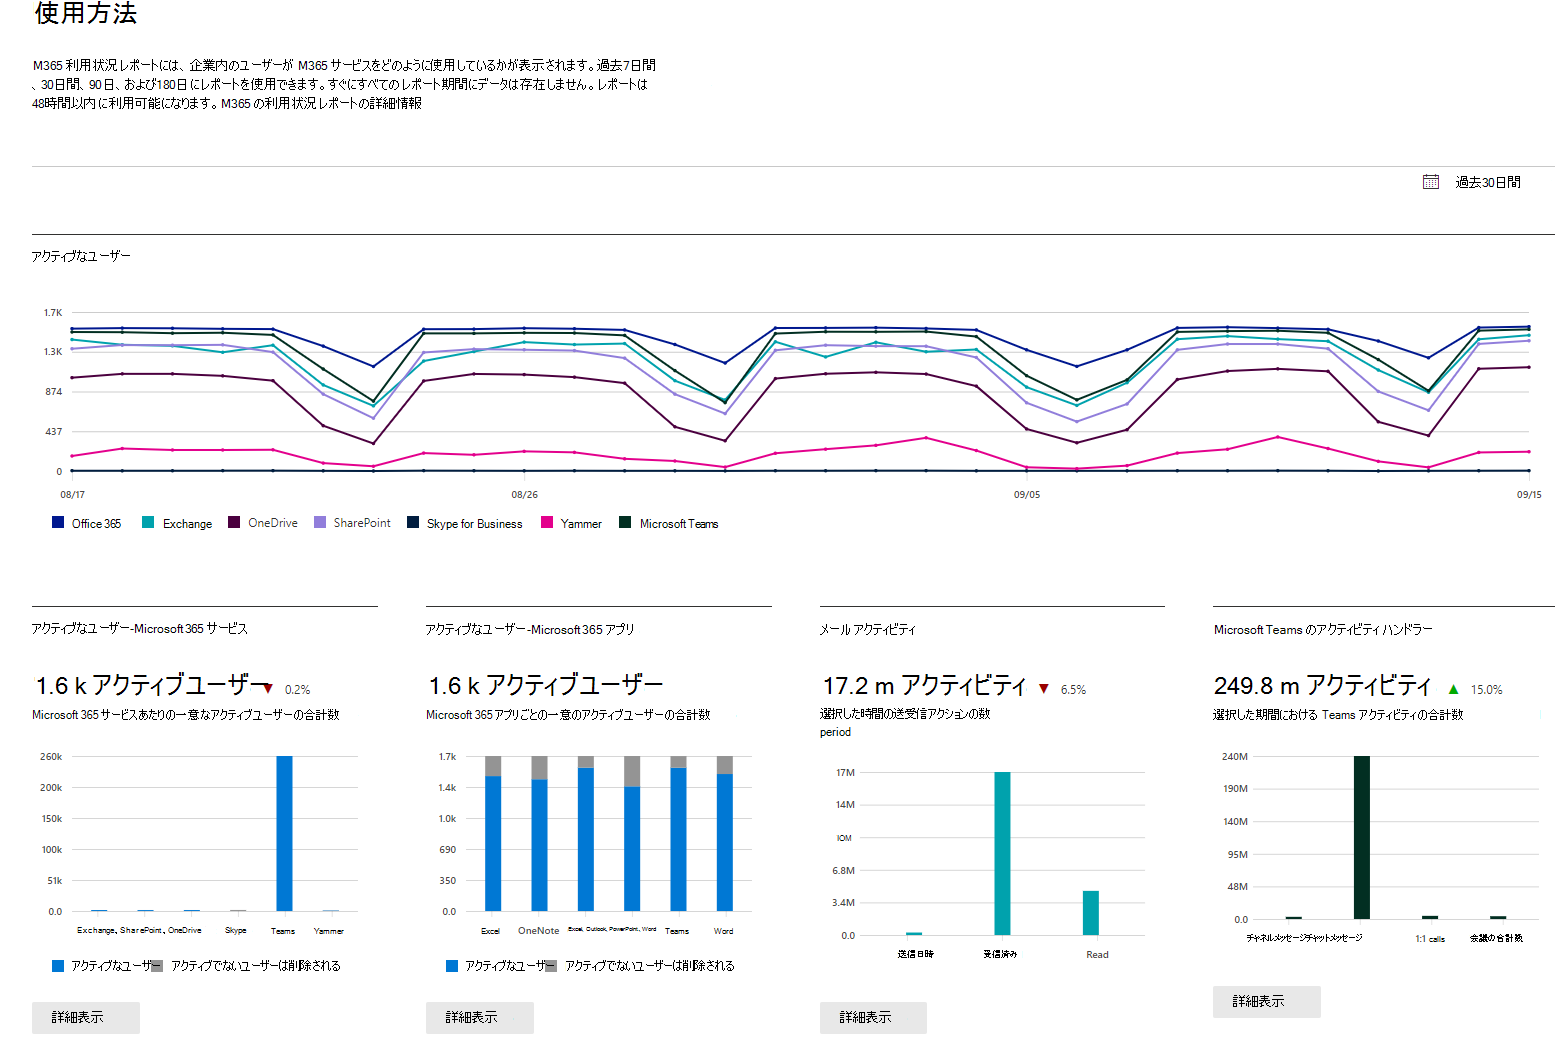 使用方法
M365 利用状況レポートには、企業内のユーザーが M365 サービスをどのように使用しているかが表示されます。過去7日間
、30日間、90日、および180日にレポートを使用できます。すぐにすべてのレポート期間にデータは存在しません。レポートは
48時間以内に利用可能になります。M365 の利用状況レポートの詳細情報
過去30日間
アクティブなユーザー
1.7K
1.3K
874
437
0
08/17 08/26 09/05 09/15
Office 365 Exchange OneDrive SharePoint Skype for Business Yammer Microsoft Teams
アクティブなユーザー-Microsoft 365 サービス
1.6 k アクティブユーザー ▼ 0.2%
Microsoft 365 サービスあたりの一意なアクティブユーザーの合計数
260k
200k
150k
100k
51k
0.0
Exchange、SharePoint、OneDrive Skype Teams Yammer
アクティブなユーザー アクティブでないユーザーは削除される
詳細表示
アクティブなユーザー-Microsoft 365 アプリ
1.6 k アクティブユーザー
Microsoft 365 アプリごとの一意のアクティブユーザーの合計数
1.7k
1.4k
1.0k
690
350
0.0
Excel OneNote Excel, Outlook, PowerPoint, Word Teams Word
アクティブなユーザー アクティブでないユーザーは削除される
詳細表示
メール アクティビティ
17.2 m アクティビティ ▼ 6.5%
選択した時間の送受信アクションの数
period
17M
14M
IOM
6.8M
3.4M
0.0
送信日時 受信済み Read
詳細表示
Microsoft Teams のアクティビティ ハンドラー
249.8 m アクティビティ ▲ 15.0%
選択した期間における Teams アクティビティの合計数
240M
190M
140M
95M
48M
0.0
チャネルメッセージチャットメッセージ 1:1 calls 会議の合計数
詳細表示